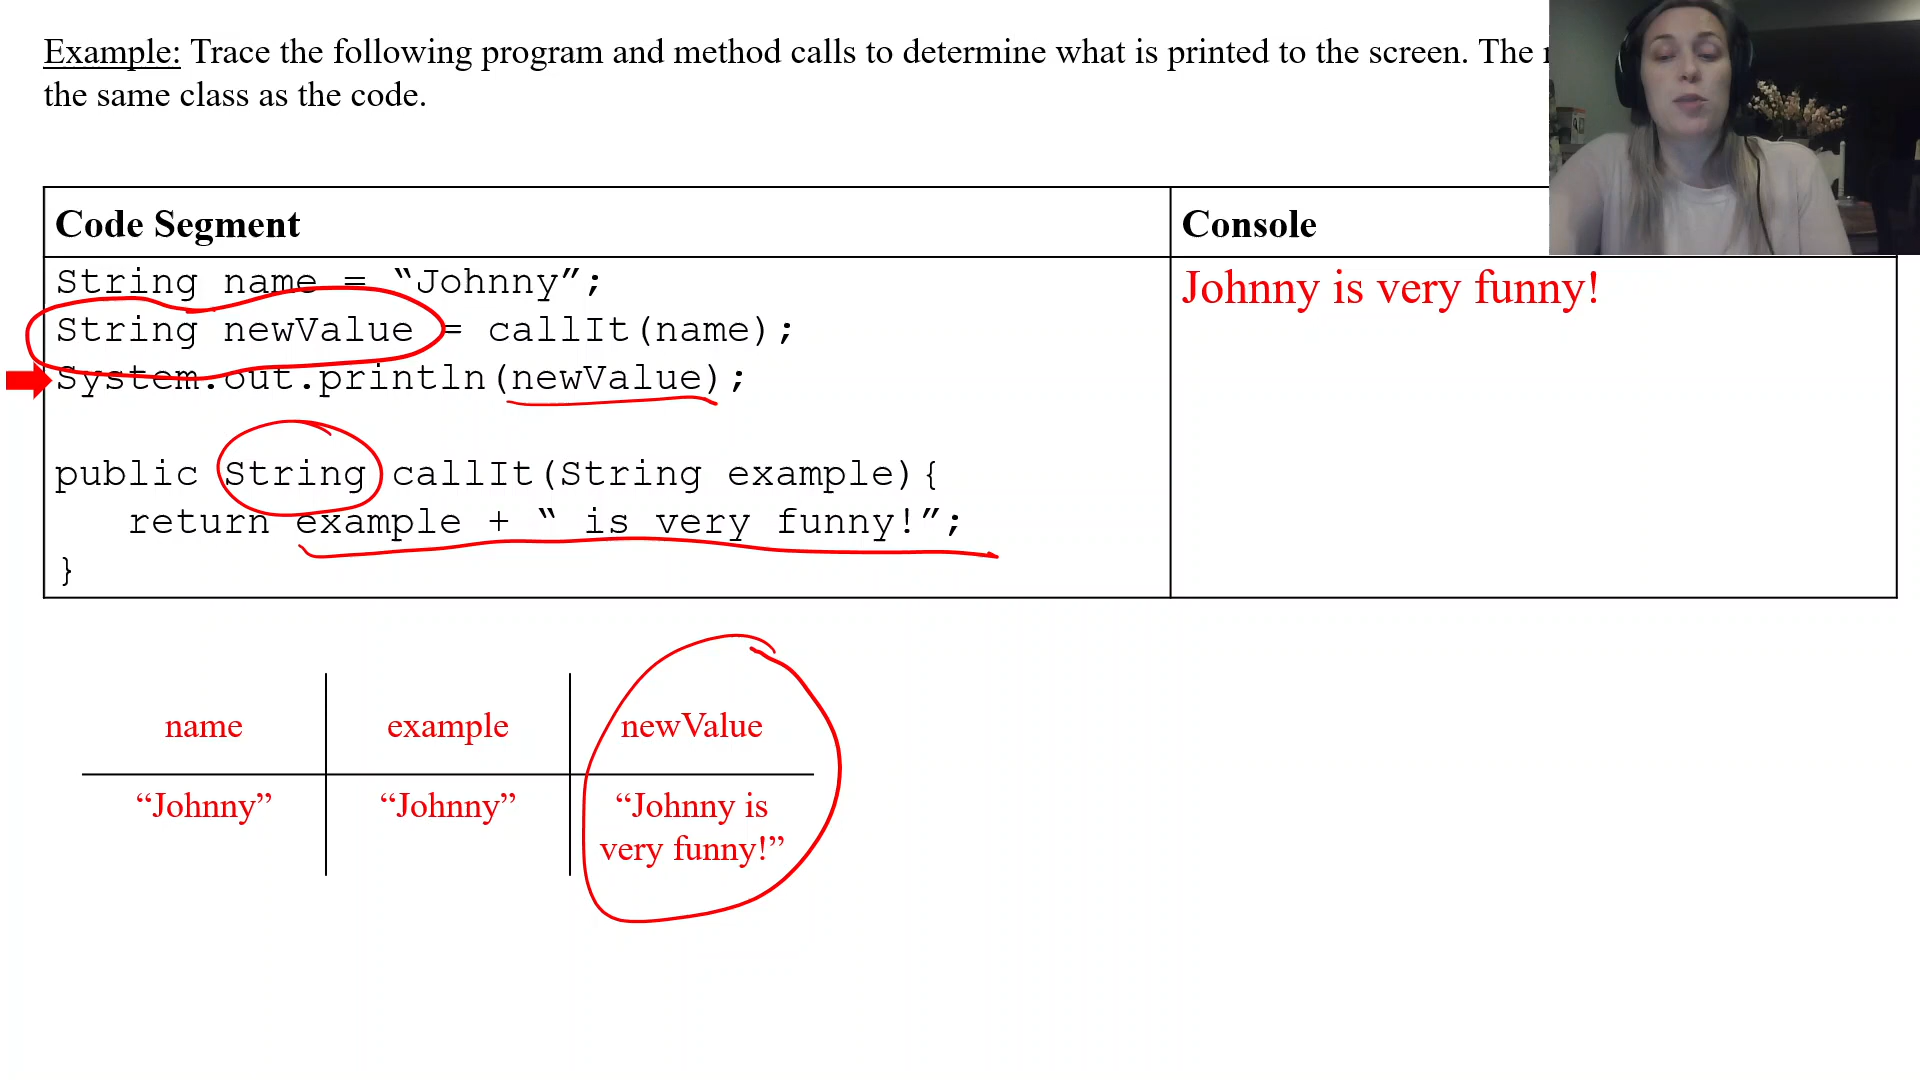 Example: Trace the following program and method calls to determine what is printed to the screen. The
the same class as the code.
Code Segment
Console
String name = “Johnny”;
String newValue = callIt(name);
System.out.println(newValue);
public String callIt(String example){
return example + “ is very funny!”;
}
Johnny is very funny!
name
example
newValue
“Johnny”
“Johnny”
“Johnny is
very funny!”